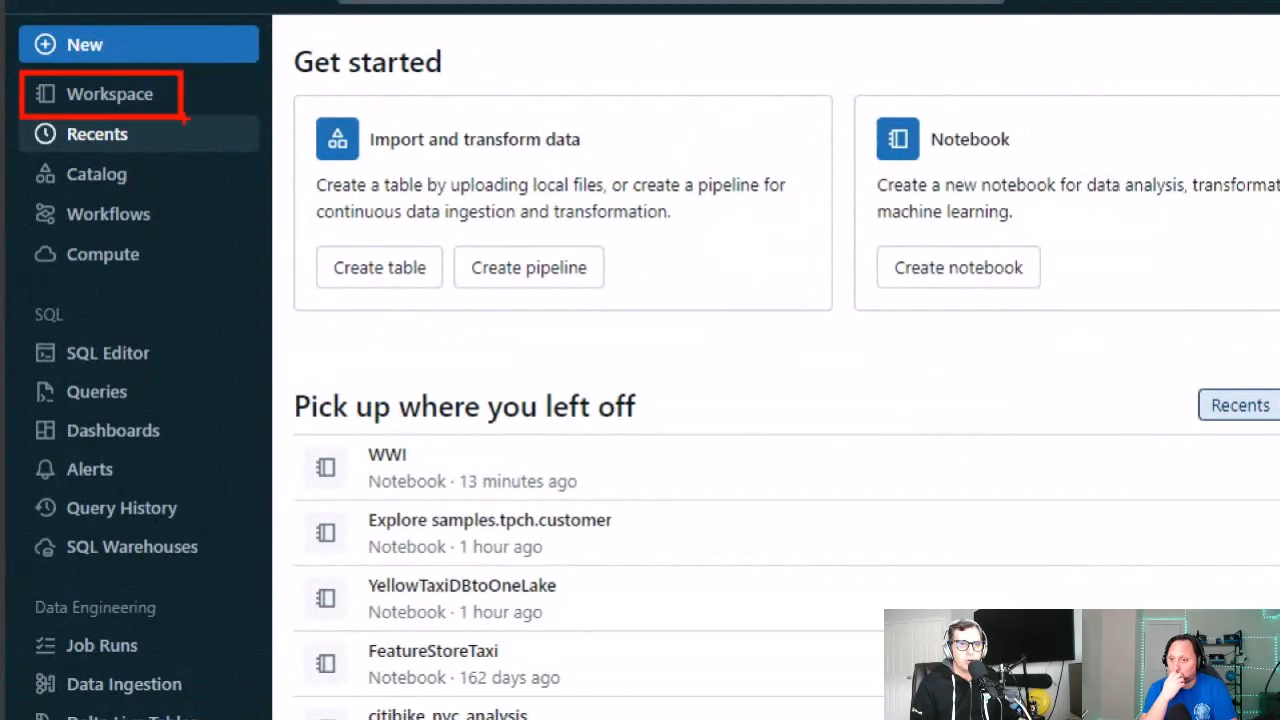 New
Workspace
Recents
Catalog
Workflows
Compute
SQL
SQL Editor
Queries
Dashboards
Alerts
Query History
SQL Warehouses
Data Engineering
Job Runs
Data Ingestion
Get started
Import and transform data
Create a table by uploading local files, or create a pipeline for
continuous data ingestion and transformation.
Create table
Create pipeline
Notebook
Create a new notebook for data analysis,
machine learning.
Create notebook
Pick up where you left off
Recents
WWI
Notebook · 13 minutes ago
Explore samples.tpch.customer
Notebook · 1 hour ago
YellowTaxiDBtoOneLake
Notebook · 1 hour ago
FeatureStoreTaxi
Notebook · 162 days ago
citibike_nyc_analysis